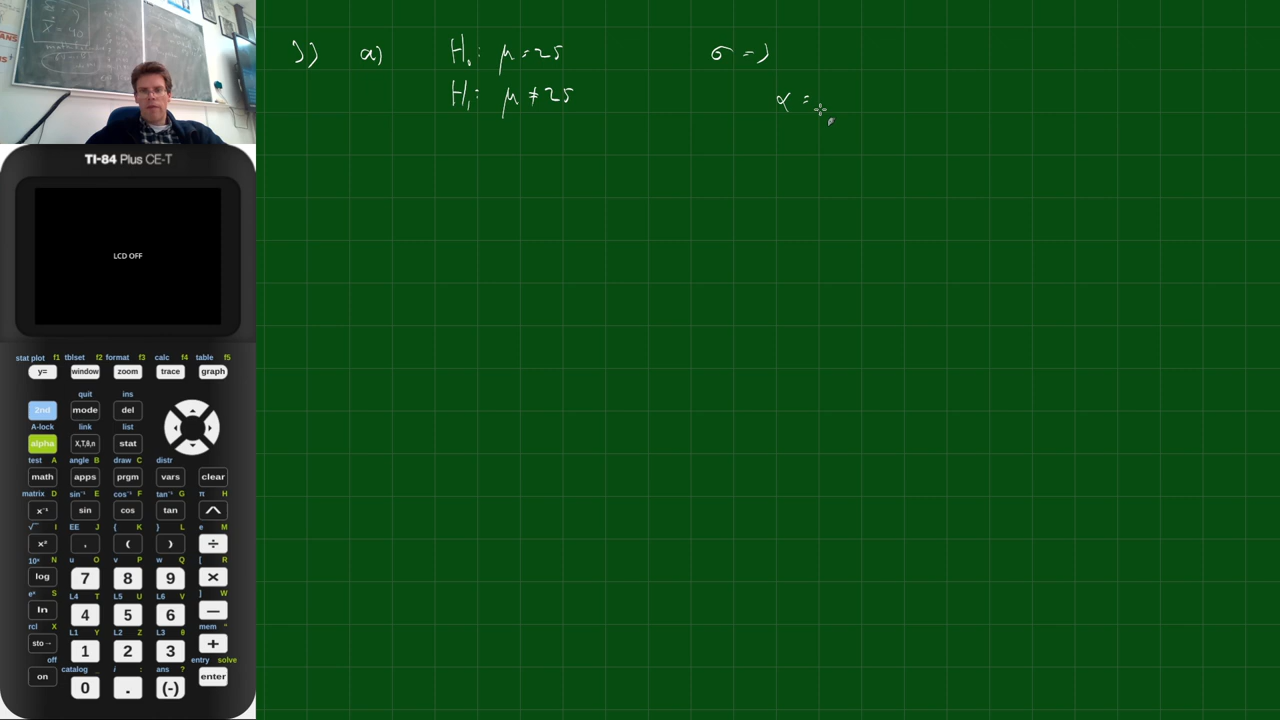 3) a) H₀: μ = 25 σ = 3
H₁: μ ≠ 25 α =
TI-84 Plus CE-T
LCD OFF
stat plot f1 tblset f2 format f3 calc f4 table f5
y= window zoom trace graph
quit ins
2nd mode del
A-lock link list
alpha X,T,θ,n stat
test A angle B draw C distr
math apps prgm vars clear
matrix D sin⁻¹ E cos⁻¹ F tan⁻¹ G π H
x⁻¹ sin cos tan ^
√‾ I EE J { K } L e M
x² , ( ) ÷
10ˣ N u O v P w Q [ R
log 7 8 9 ×
eˣ S L4 T L5 U L6 V ] W
ln 4 5 6 —
rcl X L1 Y L2 Z L3 θ mem "
sto→ 1 2 3 +
off catalog i : ans ? entry solve
on 0 . (-) enter